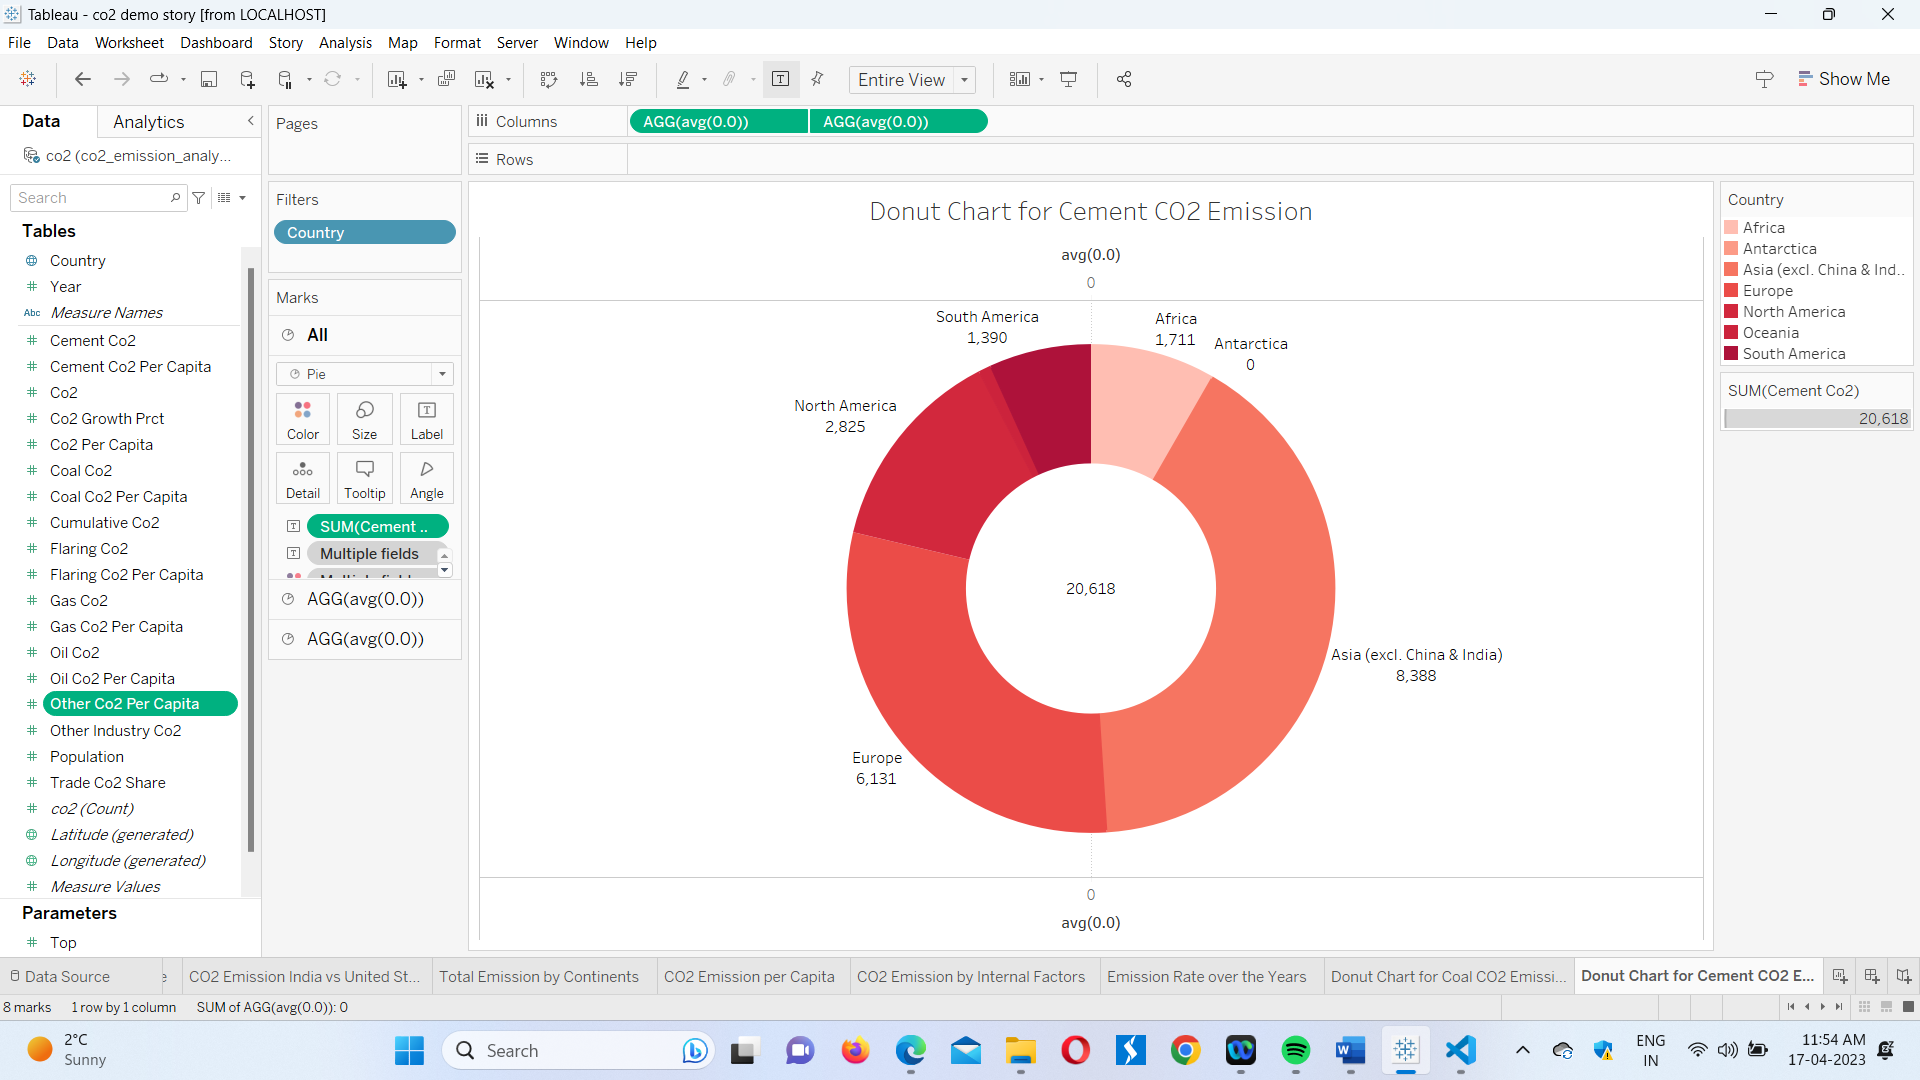 Tableau - co2 demo story [from LOCALHOST]
File Data Worksheet Dashboard Story Analysis Map Format Server Window Help
Entire View
Show Me
Data
Analytics
co2 (co2_emission_analy...
Search
Tables
Country
Year
Abc Measure Names
Cement Co2
Cement Co2 Per Capita
Co2
Co2 Growth Prct
Co2 Per Capita
Coal Co2
Coal Co2 Per Capita
Cumulative Co2
Flaring Co2
Flaring Co2 Per Capita
Gas Co2
Gas Co2 Per Capita
Oil Co2
Oil Co2 Per Capita
Other Co2 Per Capita
Other Industry Co2
Population
Trade Co2 Share
co2 (Count)
Latitude (generated)
Longitude (generated)
Measure Values
Parameters
Top
Pages
Filters
Country
Marks
All
Pie
Color Size Label
Detail Tooltip Angle
SUM(Cement ..
Multiple fields
AGG(avg(0.0))
AGG(avg(0.0))
Columns
AGG(avg(0.0))
AGG(avg(0.0))
Rows
Donut Chart for Cement CO2 Emission
avg(0.0)
0
South America
1,390
Africa
1,711
Antarctica
0
North America
2,825
20,618
Asia (excl. China & India)
8,388
Europe
6,131
0
avg(0.0)
Country
Africa
Antarctica
Asia (excl. China & Ind..
Europe
North America
Oceania
South America
SUM(Cement Co2)
20,618
Data Source
CO2 Emission India vs United St...
Total Emission by Continents
CO2 Emission per Capita
CO2 Emission by Internal Factors
Emission Rate over the Years
Donut Chart for Coal CO2 Emissi...
Donut Chart for Cement CO2 E...
8 marks
1 row by 1 column
SUM of AGG(avg(0.0)): 0
2°C
Sunny
Search
ENG
IN
11:54 AM
17-04-2023